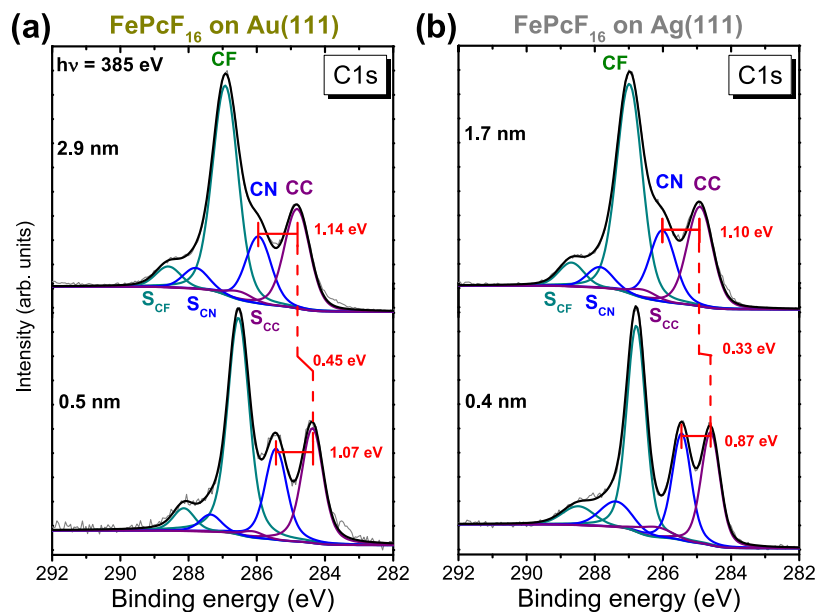 (a) FePcF16 on Au(111)
hν = 385 eV
CF
C1s
2.9 nm
CN
CC
1.14 eV
SCF
SCN
SCC
0.45 eV
0.5 nm
1.07 eV
Intensity (arb. units)
292 290 288 286 284 282
Binding energy (eV)
(b) FePcF16 on Ag(111)
CF
C1s
1.7 nm
CN
CC
1.10 eV
SCF
SCN
SCC
0.33 eV
0.4 nm
0.87 eV
292 290 288 286 284 282
Binding energy (eV)